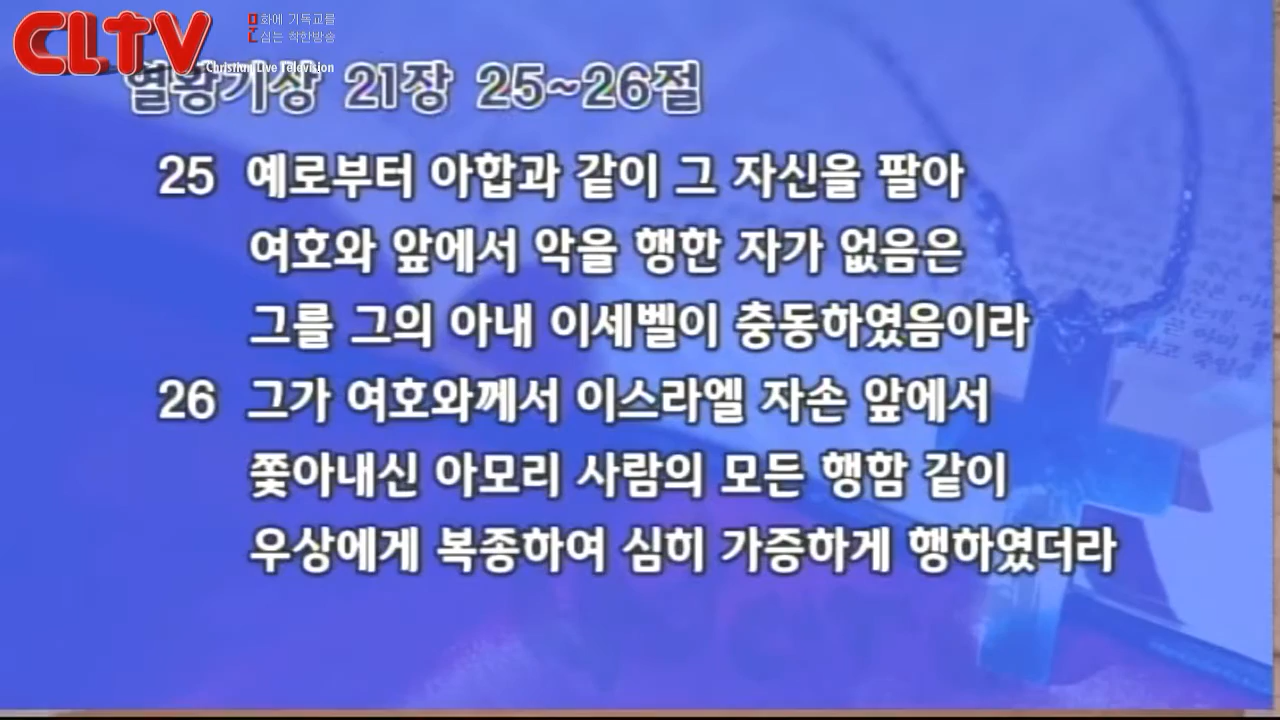 CLTV
문화에 기독교를
심는 착한방송
Christian Live Television
열왕기상 21장 25~26절
25 예로부터 아합과 같이 그 자신을 팔아
여호와 앞에서 악을 행한 자가 없음은
그를 그의 아내 이세벨이 충동하였음이라
26 그가 여호와께서 이스라엘 자손 앞에서
쫓아내신 아모리 사람의 모든 행함 같이
우상에게 복종하여 심히 가증하게 행하였더라